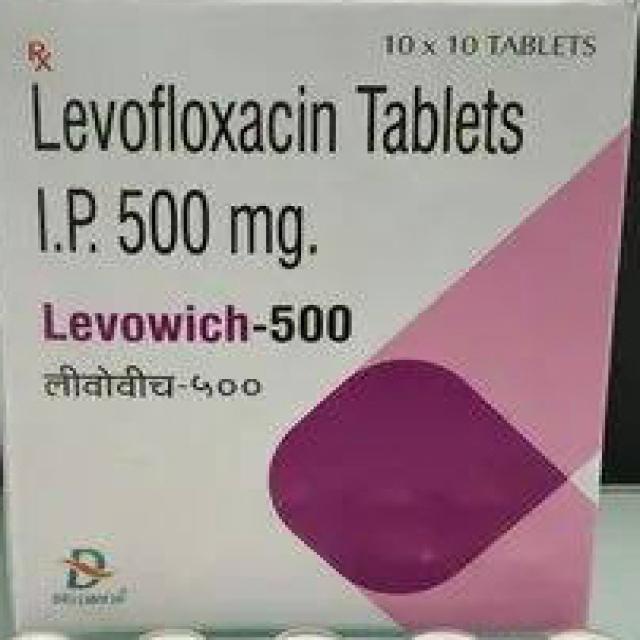 Rx
10 x 10 TABLETS
Levofloxacin Tablets
I.P. 500 mg.
Levowich-500
लीवोवीच-५००